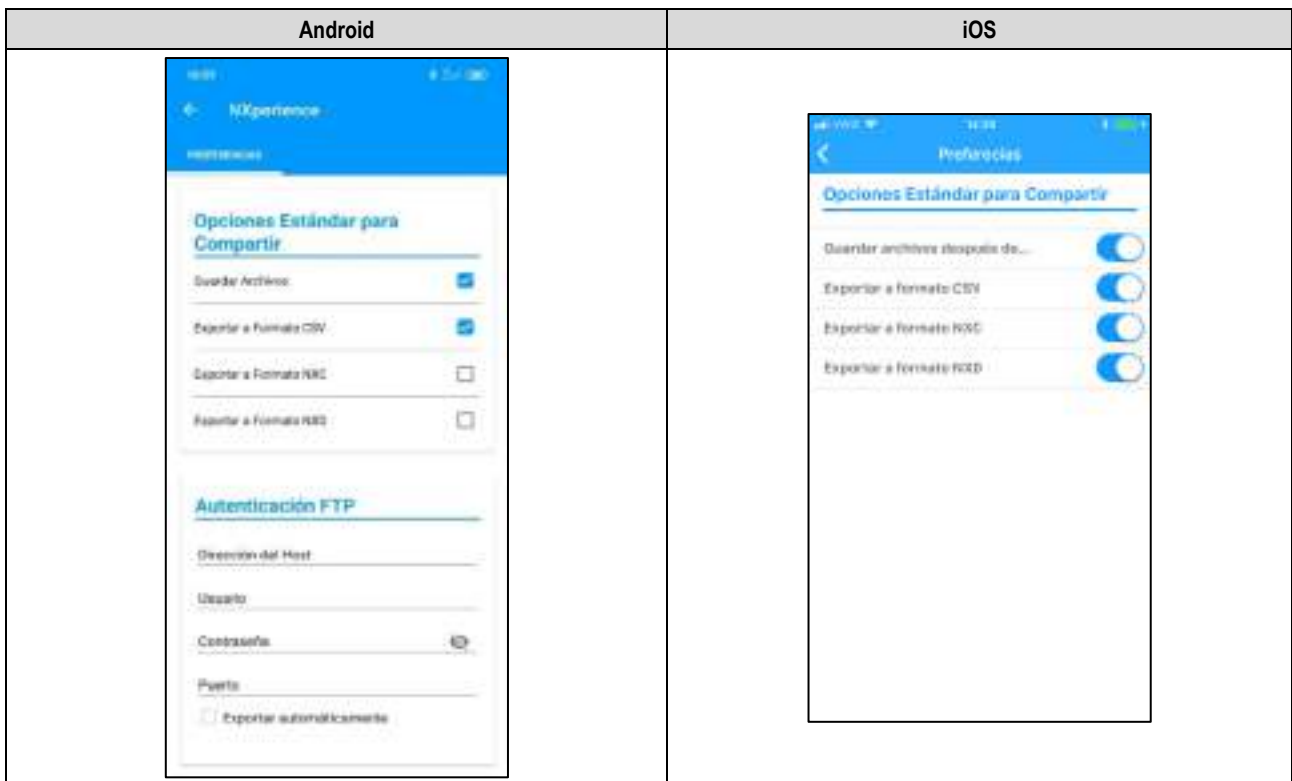 Android
iOS
NXperience
PREFERENCIAS
Opciones Estándar para
Compartir
Guardar Archivos
Exportar a Formato CSV
Exportar a Formato NXC
Exportar a Formato NXD
Autenticación FTP
Dirección del Host
Usuario
Contraseña
Puerto
Exportar automáticamente
Preferencias
Opciones Estándar para Compartir
Guardar archivos después de...
Exportar a formato CSV
Exportar a formato NXC
Exportar a formato NXD